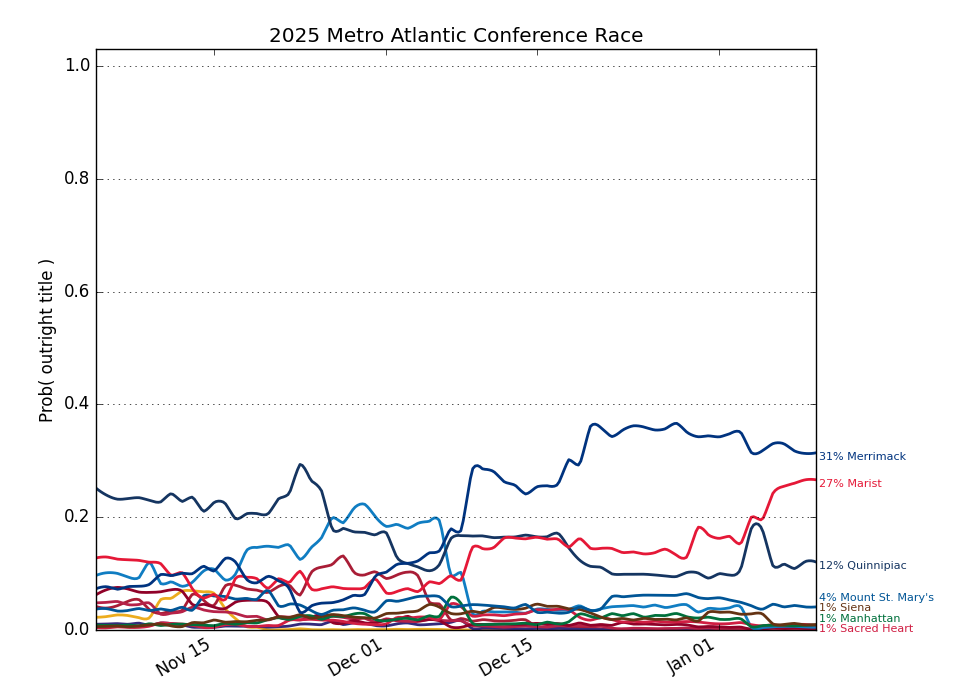 2025 Metro Atlantic Conference Race
1.0
0.8
0.6
0.4
0.2
0.0
Prob( outright title )
Nov 15
Dec 01
Dec 15
Jan 01
31% Merrimack
27% Marist
12% Quinnipiac
4% Mount St. Mary's
1% Siena
1% Manhattan
1% Sacred Heart